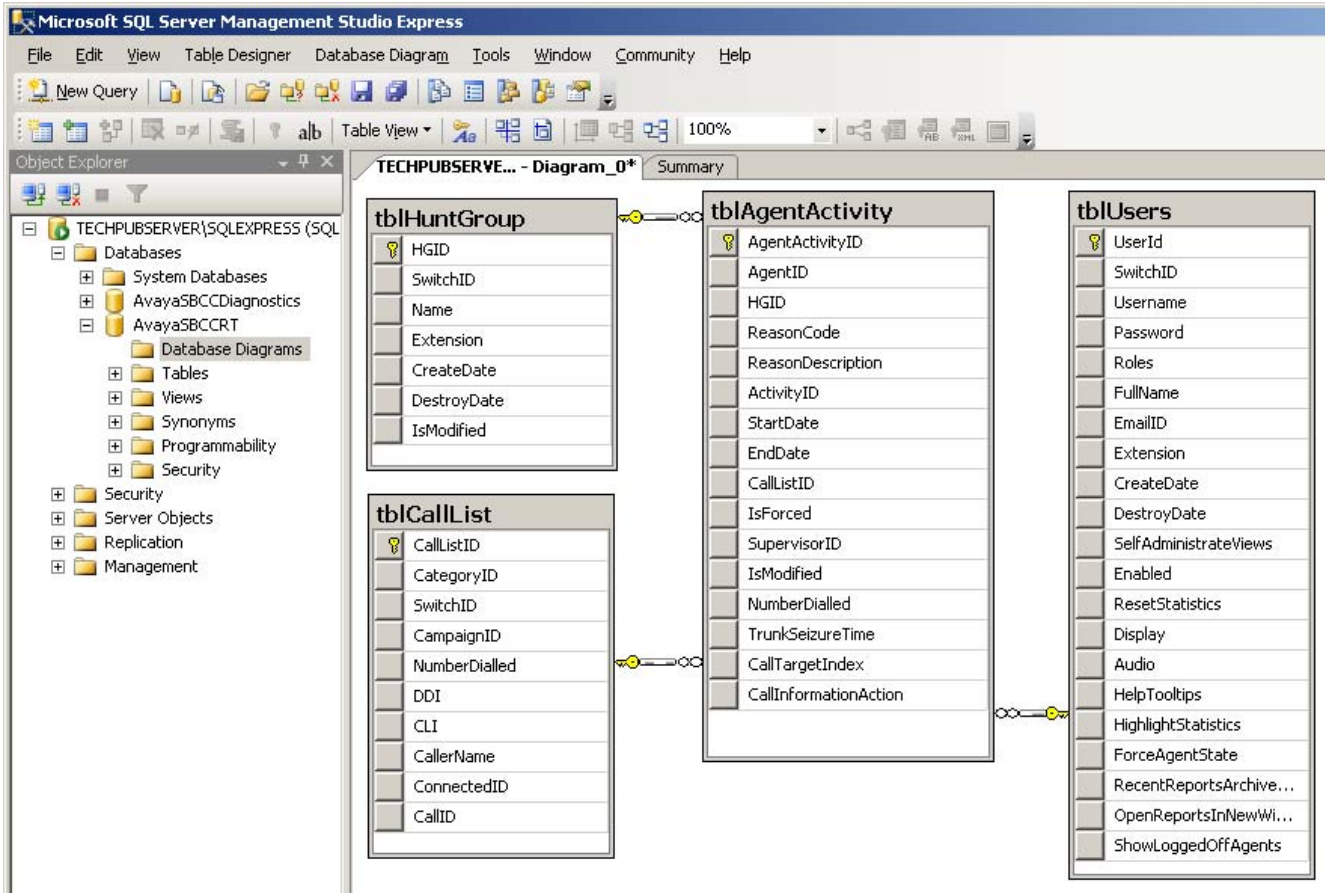 Microsoft SQL Server Management Studio Express
File Edit View Table Designer Database Diagram Tools Window Community Help
New Query
Table View 100%
Object Explorer
TECHPUBSERVE... - Diagram_0* Summary
TECHPUBSERVER\SQLEXPRESS (SQL
Databases
System Databases
AvayaSBCCDiagnostics
AvayaSBCCRT
Database Diagrams
Tables
Views
Synonyms
Programmability
Security
Security
Server Objects
Replication
Management
tblHuntGroup
HGID
SwitchID
Name
Extension
CreateDate
DestroyDate
IsModified
tblCallList
CallListID
CategoryID
SwitchID
CampaignID
NumberDialled
DDI
CLI
CallerName
ConnectedID
CallID
tblAgentActivity
AgentActivityID
AgentID
HGID
ReasonCode
ReasonDescription
ActivityID
StartDate
EndDate
CallListID
IsForced
SupervisorID
IsModified
NumberDialled
TrunkSeizureTime
CallTargetIndex
CallInformationAction
tblUsers
UserId
SwitchID
Username
Password
Roles
FullName
EmailID
Extension
CreateDate
DestroyDate
SelfAdministrateViews
Enabled
ResetStatistics
Display
Audio
HelpTooltips
HighlightStatistics
ForceAgentState
RecentReportsArchive...
OpenReportsInNewWi...
ShowLoggedOffAgents